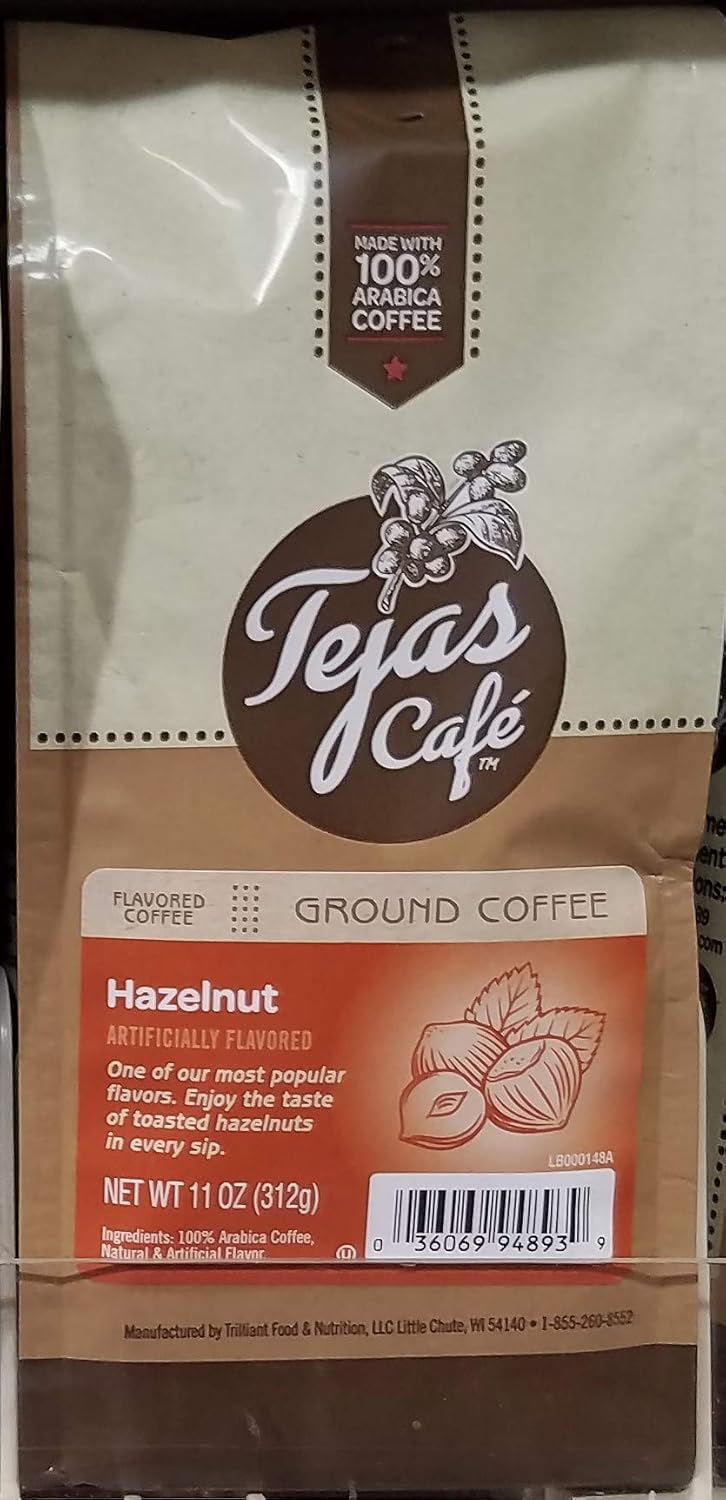 MADE WITH
100%
ARABICA
COFFEE
Tejas
Café
TM
FLAVORED
COFFEE
GROUND COFFEE
Hazelnut
ARTIFICIALLY FLAVORED
One of our most popular
flavors. Enjoy the taste
of toasted hazelnuts
in every sip.
LB000148A
NET WT 11 OZ (312g)
Ingredients: 100% Arabica Coffee,
Natural & Artificial Flavor.
U
0 36069 94893 9
Manufactured by Trilliant Food & Nutrition, LLC Little Chute, WI 54140 • 1-855-260-8552